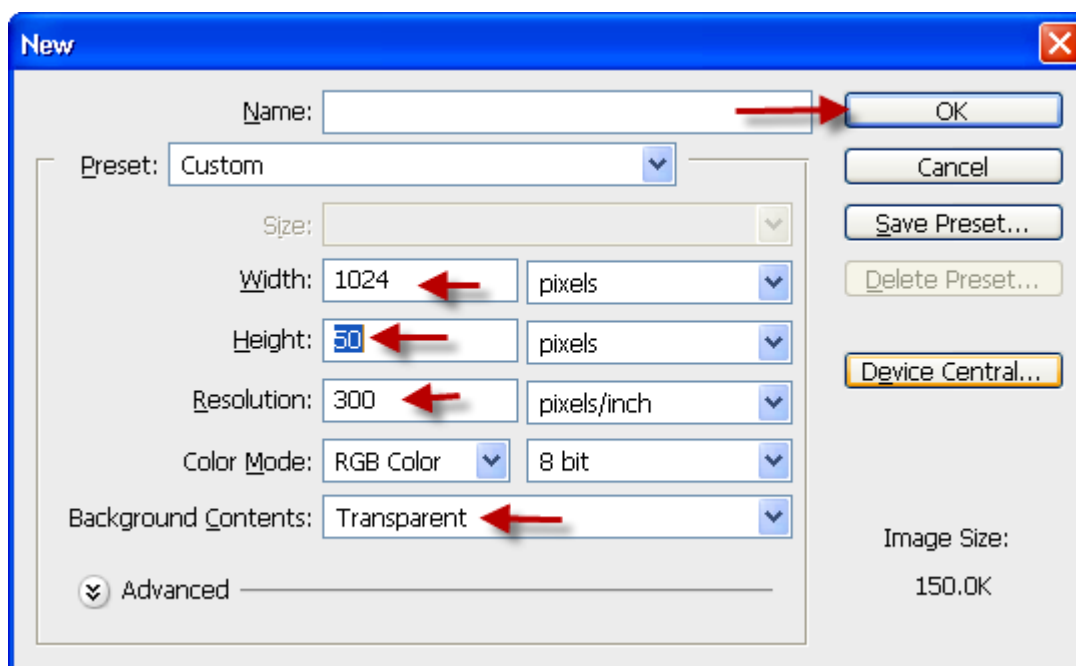 New
Name:
OK
Preset: Custom
Cancel
Size:
Save Preset...
Width: 1024 pixels
Delete Preset...
Height: 50 pixels
Device Central...
Resolution: 300 pixels/inch
Color Mode: RGB Color 8 bit
Background Contents: Transparent
Image Size:
150.0K
Advanced